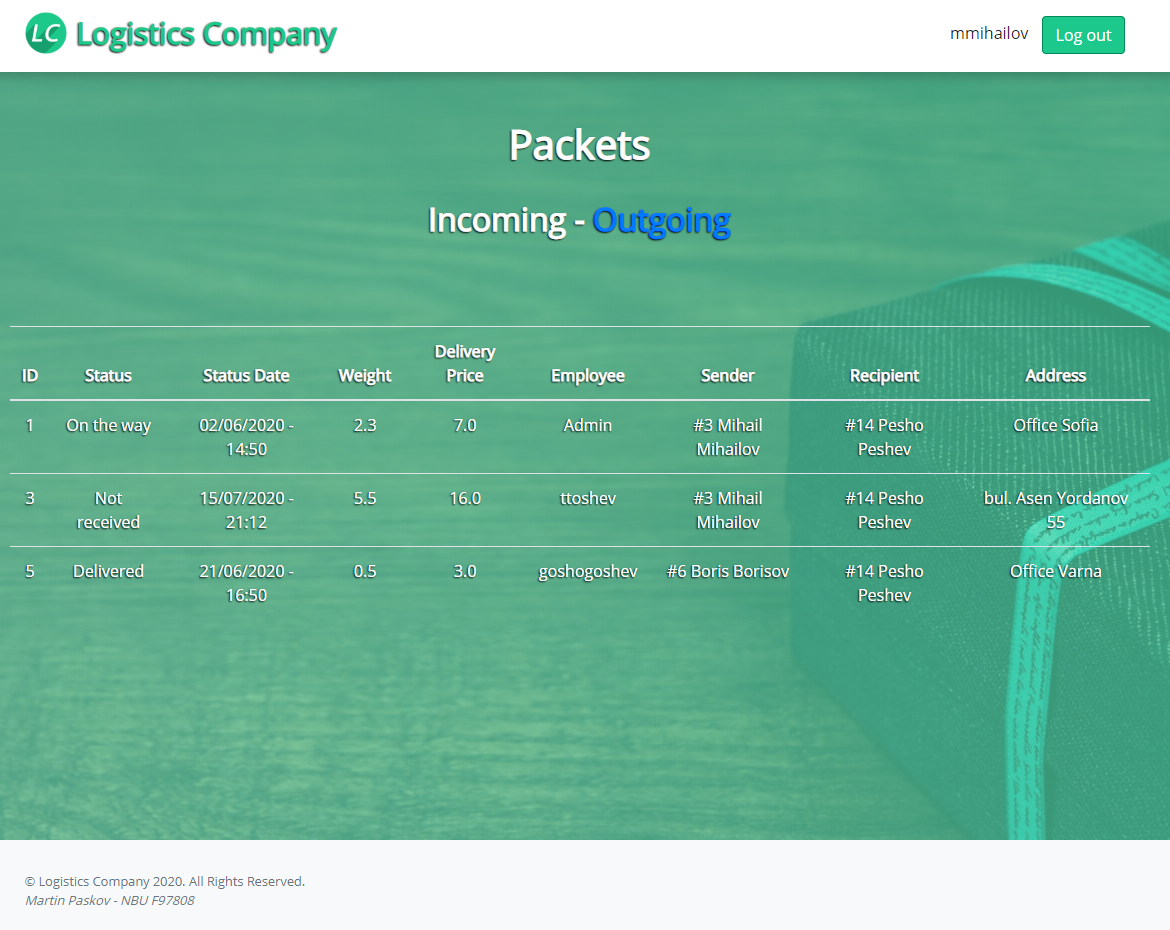 LC Logistics Company
mmihailov
Log out
Packets
Incoming - Outgoing
ID Status Status Date Weight Delivery Price Employee Sender Recipient Address
1 On the way 02/06/2020 - 14:50 2.3 7.0 Admin #3 Mihail Mihailov #14 Pesho Peshev Office Sofia
3 Not received 15/07/2020 - 21:12 5.5 16.0 ttoshev #3 Mihail Mihailov #14 Pesho Peshev bul. Asen Yordanov 55
5 Delivered 21/06/2020 - 16:50 0.5 3.0 goshogoshev #6 Boris Borisov #14 Pesho Peshev Office Varna
© Logistics Company 2020. All Rights Reserved.
Martin Paskov - NBU F97808